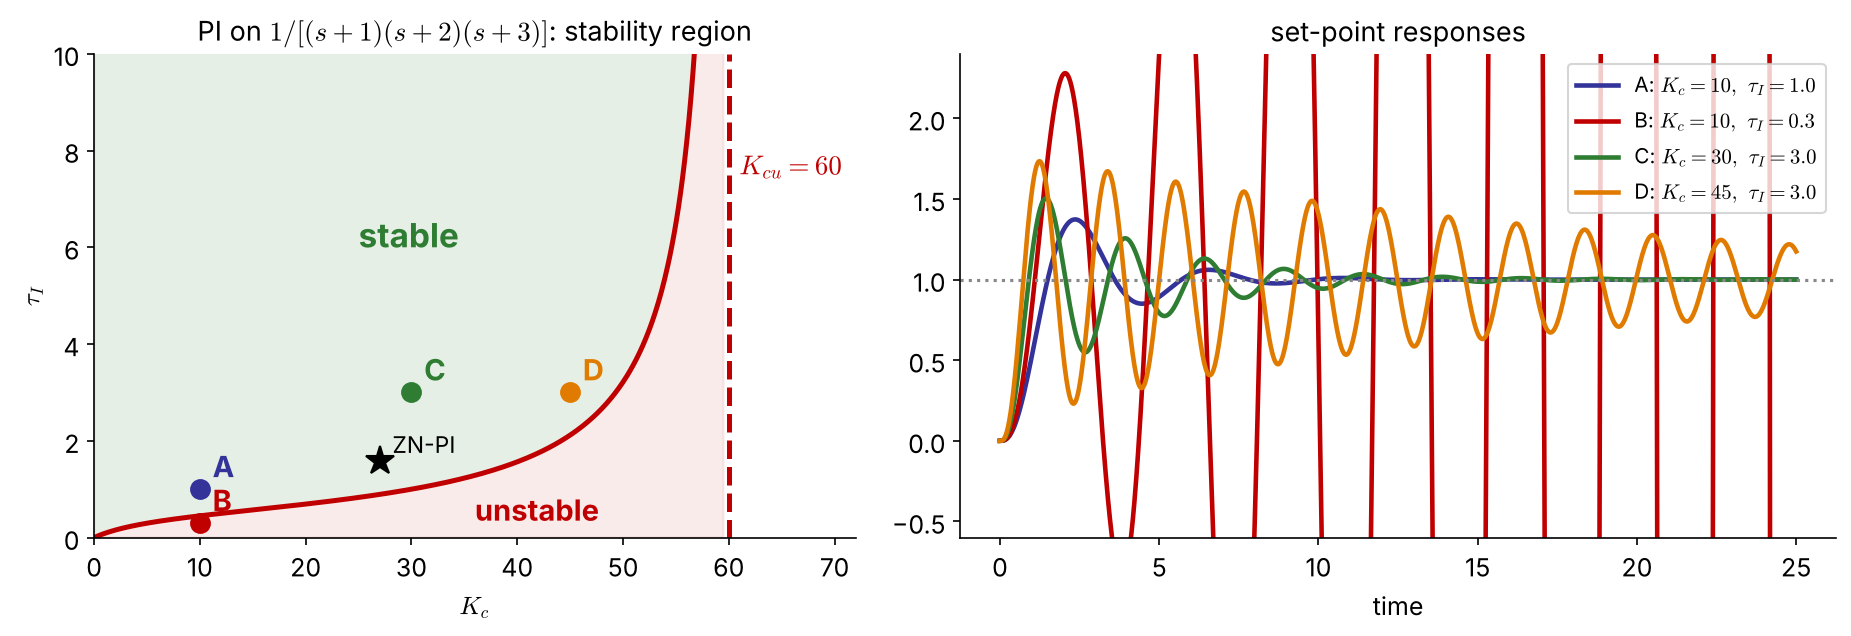 PI on 1/[(s + 1)(s + 2)(s + 3)]: stability region
10
8
6
4
2
0
τ_I
stable
K_cu = 60
C
D
ZN-PI
A
B
unstable
0 10 20 30 40 50 60 70
K_c
set-point responses
2.0
1.5
1.0
0.5
0.0
−0.5
A: K_c = 10, τ_I = 1.0
B: K_c = 10, τ_I = 0.3
C: K_c = 30, τ_I = 3.0
D: K_c = 45, τ_I = 3.0
0 5 10 15 20 25
time